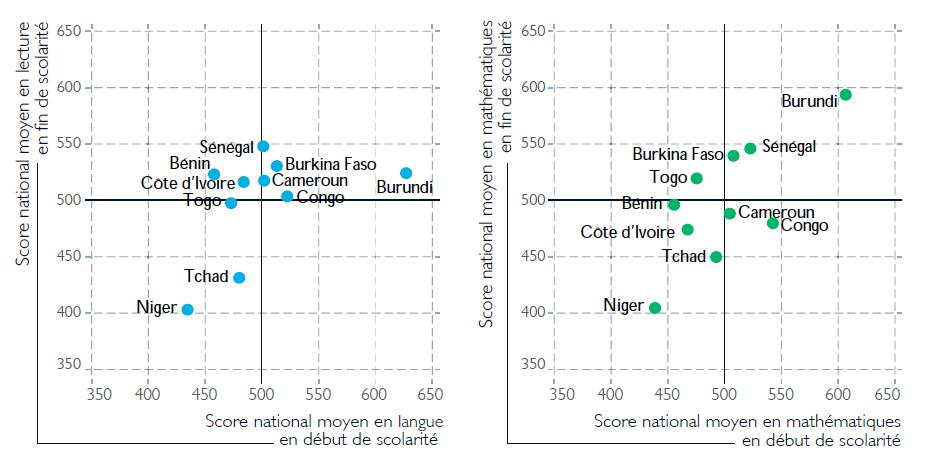 Score national moyen en lecture
en fin de scolarité
650
600
550
500
450
400
350
Sénégal
Bénin
Burkina Faso
Côte d'Ivoire
Cameroun
Burundi
Togo
Congo
Tchad
Niger
350 400 450 500 550 600 650
Score national moyen en langue
en début de scolarité
Score national moyen en mathématiques
en fin de scolarité
650
600
550
500
450
400
350
Burundi
Sénégal
Burkina Faso
Togo
Bénin
Cameroun
Côte d'Ivoire
Congo
Tchad
Niger
350 400 450 500 550 600 650
Score national moyen en mathématiques
en début de scolarité